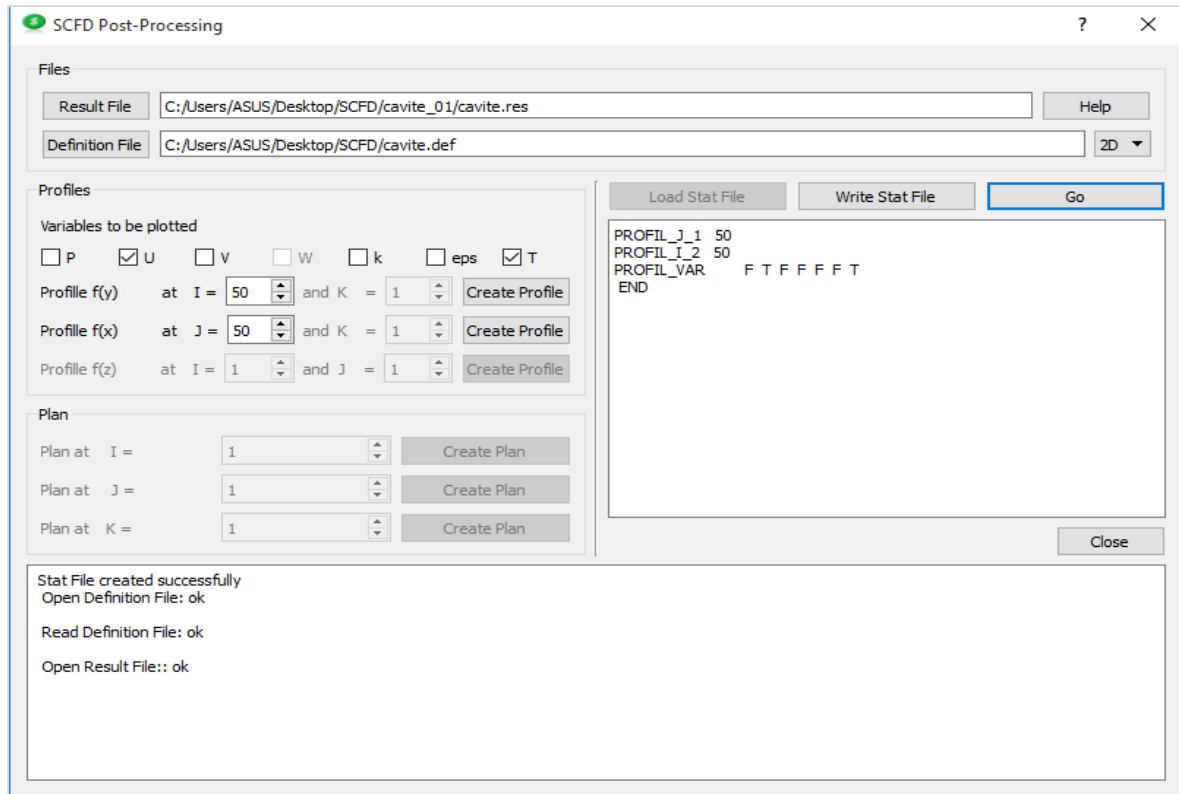 SCFD Post-Processing
?
Files
Result File C:/Users/ASUS/Desktop/SCFD/cavite_01/cavite.res Help
Definition File C:/Users/ASUS/Desktop/SCFD/cavite.def 2D
Profiles
Variables to be plotted
P U V W k eps T
Profille f(y) at I = 50 and K = 1 Create Profile
Profille f(x) at J = 50 and K = 1 Create Profile
Profille f(z) at I = 1 and J = 1 Create Profile
Plan
Plan at I = 1 Create Plan
Plan at J = 1 Create Plan
Plan at K = 1 Create Plan
Load Stat File Write Stat File Go
PROFIL_J_1 50
PROFIL_I_2 50
PROFIL_VAR F T F F F F T
END
Close
Stat File created successfully
Open Definition File: ok
Read Definition File: ok
Open Result File:: ok